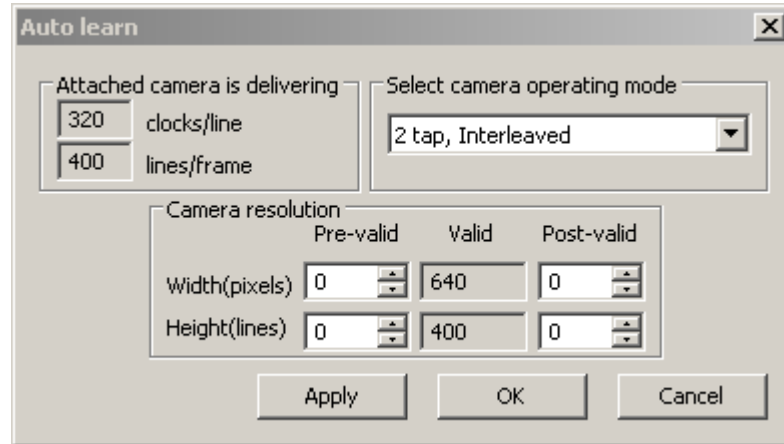 Auto learn
Attached camera is delivering
320 clocks/line
400 lines/frame
Select camera operating mode
2 tap, Interleaved
Camera resolution
Pre-valid Valid Post-valid
Width(pixels) 0 640 0
Height(lines) 0 400 0
Apply OK Cancel